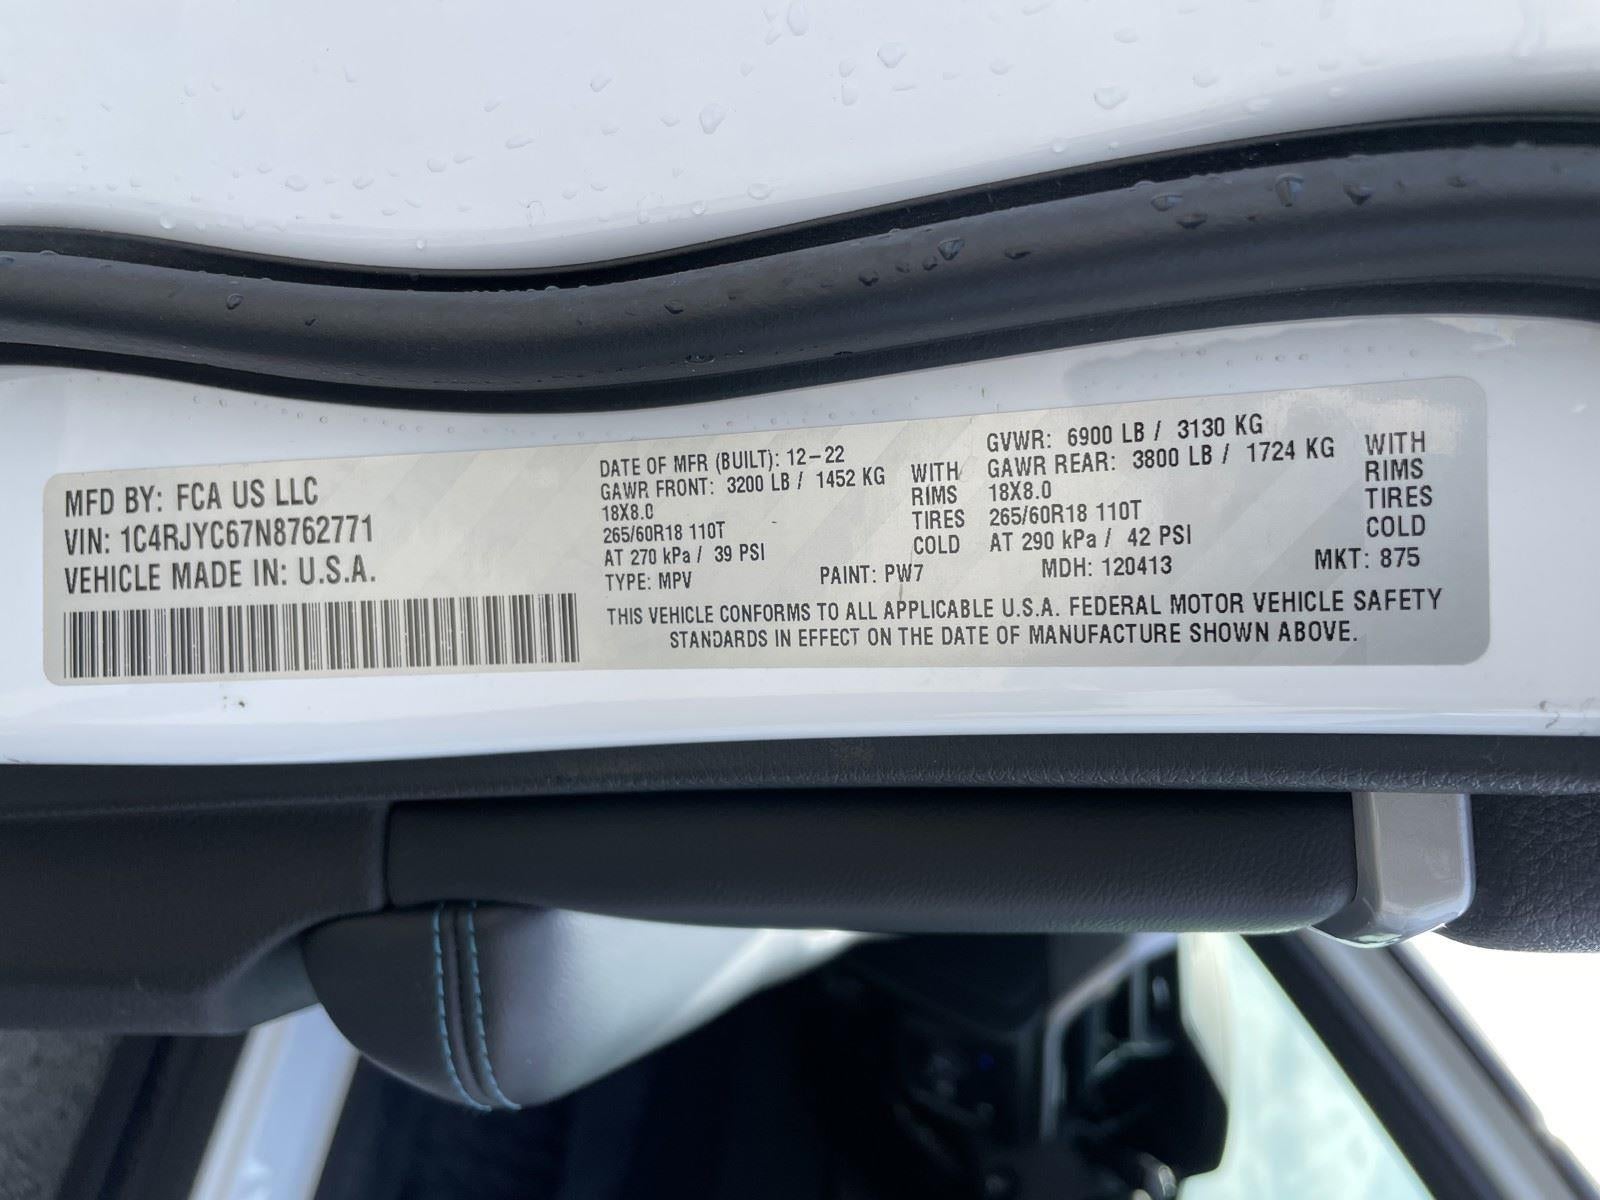 MFD BY: FCA US LLC
VIN: 1C4RJYC67N8762771
VEHICLE MADE IN: U.S.A.
DATE OF MFR (BUILT): 12-22
GAWR FRONT: 3200 LB / 1452 KG
18X8.0
265/60R18 110T
AT 270 kPa / 39 PSI
WITH
RIMS
TIRES
COLD
GVWR: 6900 LB / 3130 KG
GAWR REAR: 3800 LB / 1724 KG
18X8.0
265/60R18 110T
AT 290 kPa / 42 PSI
WITH
RIMS
TIRES
COLD
TYPE: MPV PAINT: PW7 MDH: 120413 MKT: 875
THIS VEHICLE CONFORMS TO ALL APPLICABLE U.S.A. FEDERAL MOTOR VEHICLE SAFETY
STANDARDS IN EFFECT ON THE DATE OF MANUFACTURE SHOWN ABOVE.